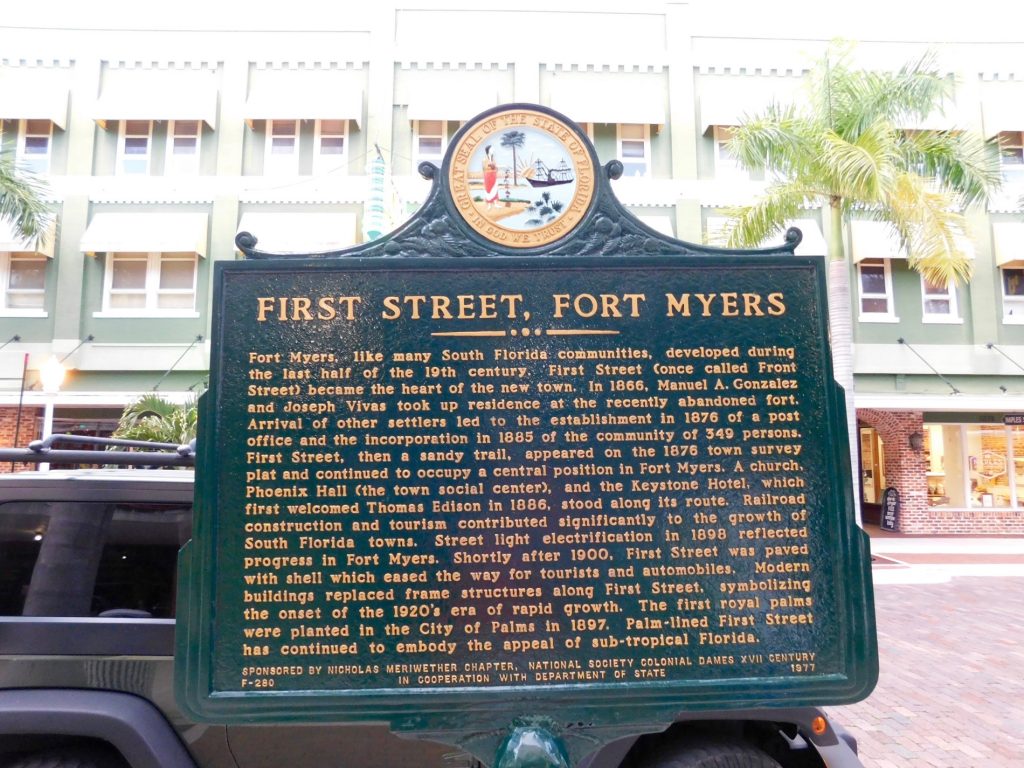 GREAT SEAL OF THE STATE OF FLORIDA
IN GOD WE TRUST
FIRST STREET, FORT MYERS
Fort Myers, like many South Florida communities, developed during
the last half of the 19th century. First Street (once called Front
Street) became the heart of the new town. In 1866, Manuel A. Gonzalez
and Joseph Vivas took up residence at the recently abandoned fort.
Arrival of other settlers led to the establishment in 1876 of a post
office and the incorporation in 1885 of the community of 349 persons.
First Street, then a sandy trail, appeared on the 1876 town survey
plat and continued to occupy a central position in Fort Myers. A church,
Phoenix Hall (the town social center), and the Keystone Hotel, which
first welcomed Thomas Edison in 1886, stood along its route. Railroad
construction and tourism contributed significantly to the growth of
South Florida towns. Street light electrification in 1898 reflected
progress in Fort Myers. Shortly after 1900, First Street was paved
with shell which eased the way for tourists and automobiles. Modern
buildings replaced frame structures along First Street, symbolizing
the onset of the 1920's era of rapid growth. The first royal palms
were planted in the City of Palms in 1897. Palm-lined First Street
has continued to embody the appeal of sub-tropical Florida.
SPONSORED BY NICHOLAS MERIWETHER CHAPTER, NATIONAL SOCIETY COLONIAL DAMES XVII CENTURY
F-280 IN COOPERATION WITH DEPARTMENT OF STATE 1977